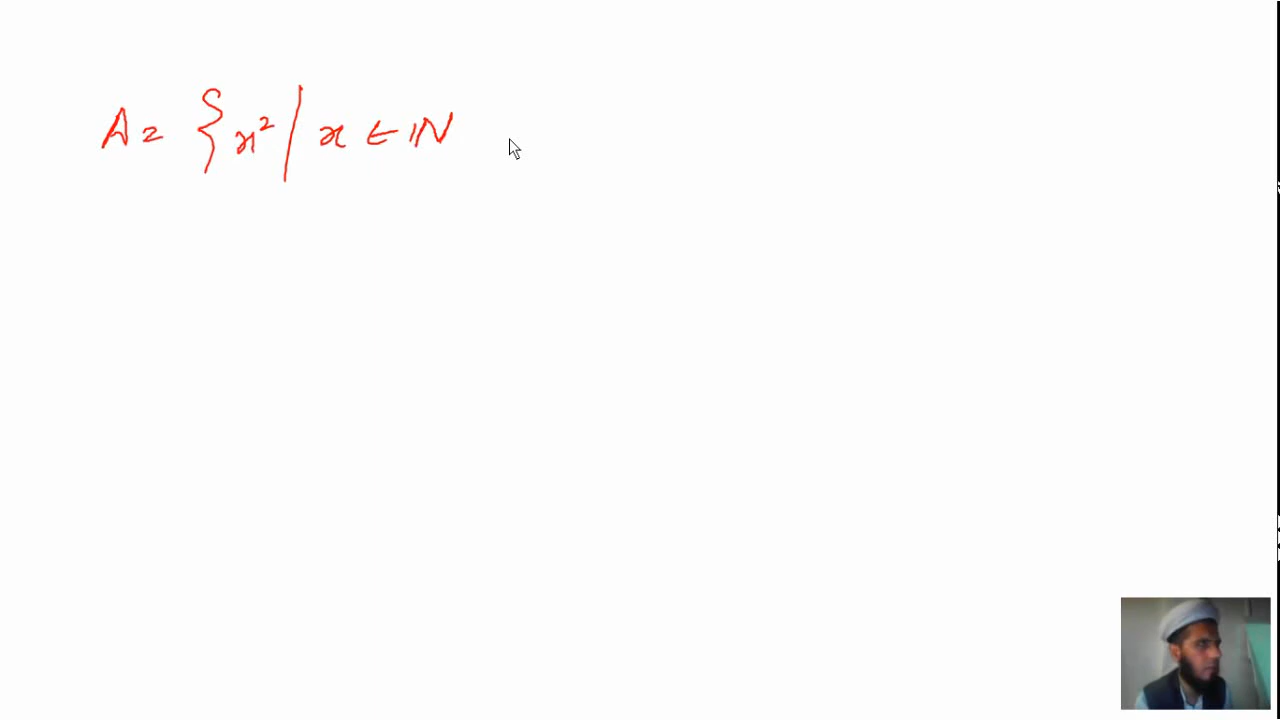 A = { x² / x ∈ ℕ